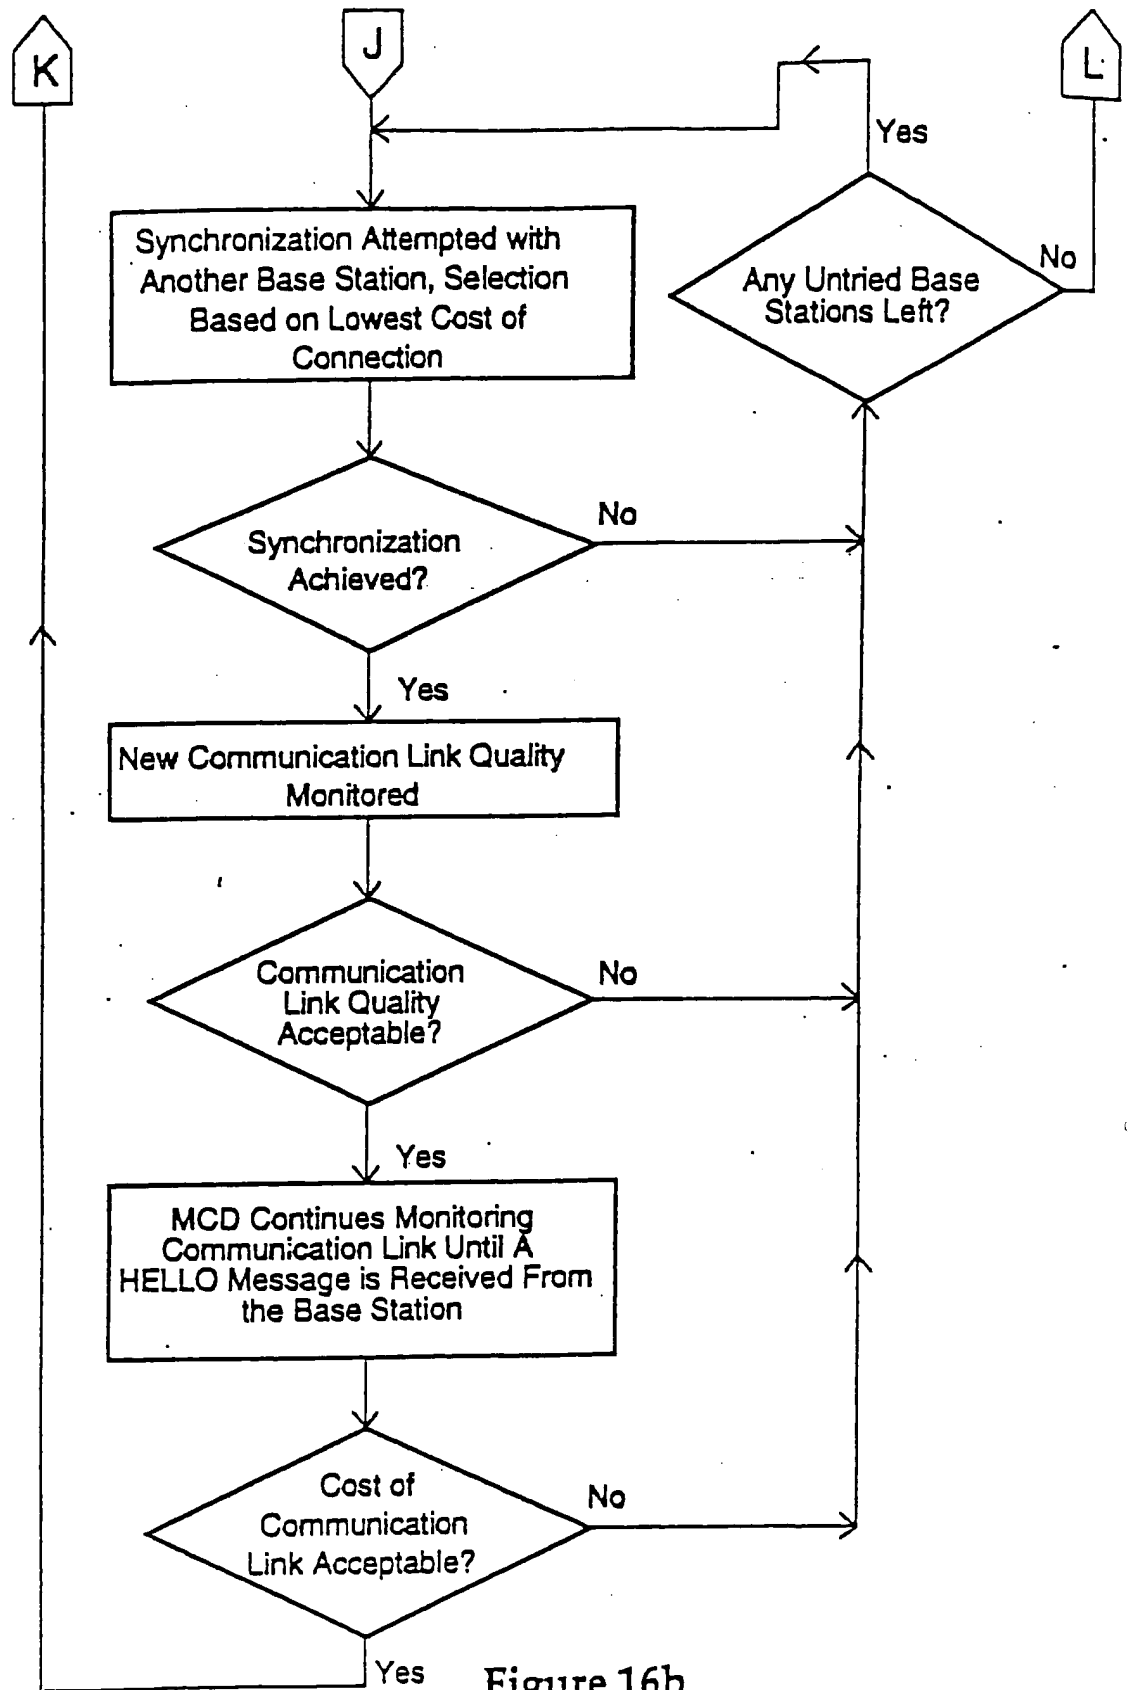 K
J
L
Yes
Synchronization Attempted with
Another Base Station, Selection
Based on Lowest Cost of
Connection
No
Any Untried Base
Stations Left?
No
Synchronization
Achieved?
Yes
New Communication Link Quality
Monitored
Communication
Link Quality
Acceptable?
No
Yes
MCD Continues Monitoring
Communication Link Until A
HELLO Message is Received From
the Base Station
Cost of
Communication
Link Acceptable?
No
Yes
Figure 16b